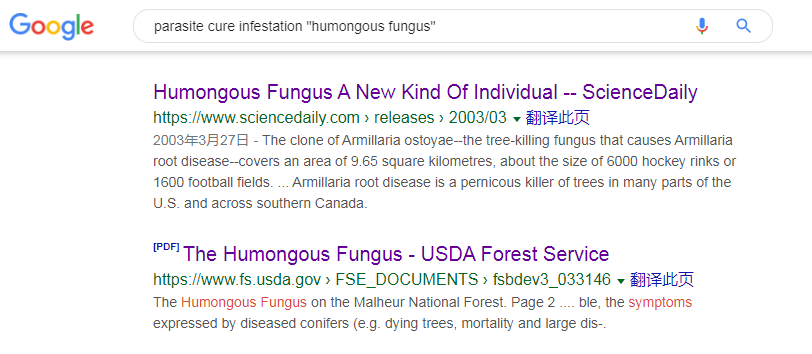 Google
parasite cure infestation "humongous fungus"
Humongous Fungus A New Kind Of Individual -- ScienceDaily
https://www.sciencedaily.com › releases › 2003/03 翻译此页
2003年3月27日 - The clone of Armillaria ostoyae--the tree-killing fungus that causes Armillaria
root disease--covers an area of 9.65 square kilometres, about the size of 6000 hockey rinks or
1600 football fields. ... Armillaria root disease is a pernicous killer of trees in many parts of the
U.S. and across southern Canada.
[PDF] The Humongous Fungus - USDA Forest Service
https://www.fs.usda.gov › FSE_DOCUMENTS › fsbdev3_033146 翻译此页
The Humongous Fungus on the Malheur National Forest. Page 2 .... ble, the symptoms
expressed by diseased conifers (e.g. dying trees, mortality and large dis-.